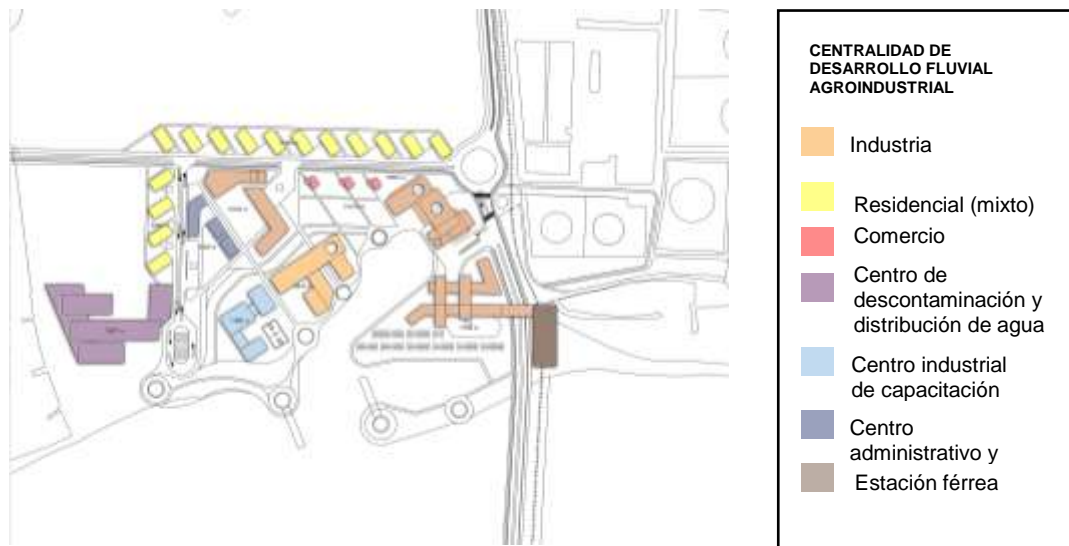 CENTRALIDAD DE
DESARROLLO FLUVIAL
AGROINDUSTRIAL
Industria
Residencial (mixto)
Comercio
Centro de
descontaminación y
distribución de agua
Centro industrial
de capacitación
Centro
administrativo y
Estación férrea